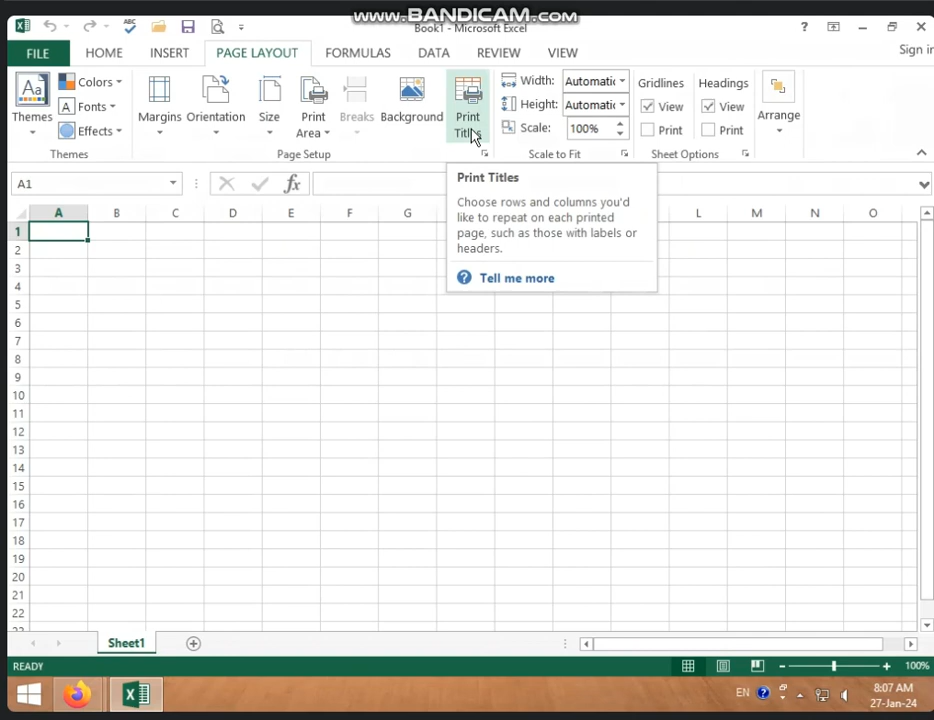 www.BANDICAM.com
Book1 - Microsoft Excel
FILE HOME INSERT PAGE LAYOUT FORMULAS DATA REVIEW VIEW Sign in
Themes
Colors
Fonts
Effects
Margins
Orientation
Size
Print
Area
Breaks
Background
Print
Titles
Width: Automatic
Height: Automatic
Scale: 100%
Gridlines
View
Print
Headings
View
Print
Arrange
Themes Page Setup Scale to Fit Sheet Options
A1 fx
Print Titles
Choose rows and columns you'd
like to repeat on each printed
page, such as those with labels or
headers.
Tell me more
A B C D E F G L M N O
1
2
3
4
5
6
7
8
9
10
11
12
13
14
15
16
17
18
19
20
21
22
23
Sheet1
READY 100%
EN 8:07 AM
27-Jan-24